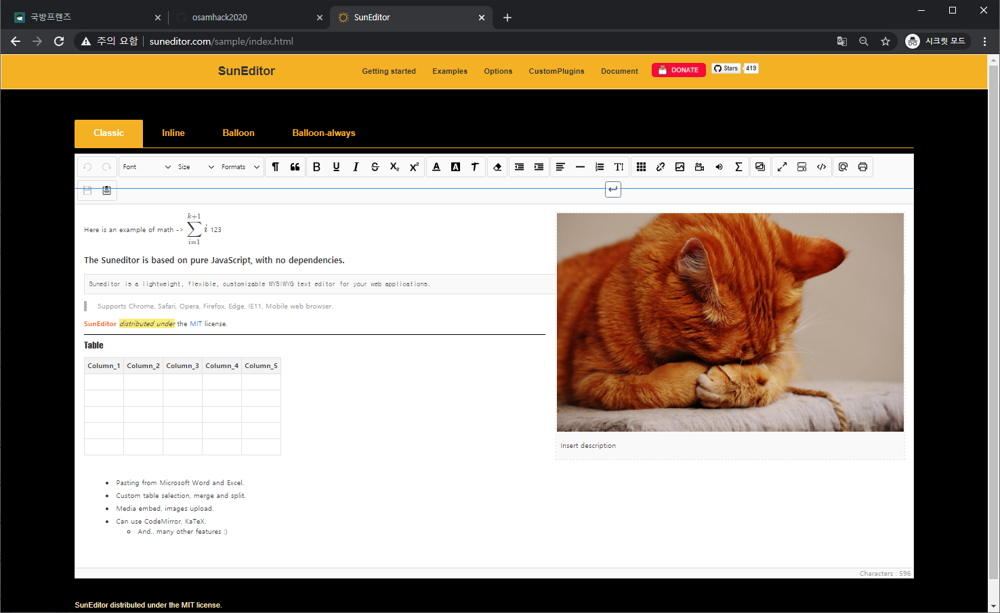 국방프렌즈
osamhack2020
SunEditor
주의 요함 suneditor.com/sample/index.html
시크릿 모드
SunEditor
Getting started Examples Options CustomPlugins Document DONATE Stars 419
Classic Inline Balloon Balloon-always
Font Size Formats
Here is an example of math -> \sum_{i=1}^{k+1} i 123
The Suneditor is based on pure JavaScript, with no dependencies.
Suneditor is a lightweight, flexible, customizable WYSIWYG text editor for your web applications.
Supports Chrome, Safari, Opera, Firefox, Edge, IE11, Mobile web browser.
SunEditor distributed under the MIT license.
Table
Column_1 Column_2 Column_3 Column_4 Column_5
Insert description
Pasting from Microsoft Word and Excel.
Custom table selection, merge and split.
Media embed, images upload.
Can use CodeMirror, KaTeX.
And.. many other features :)
Characters : 596
SunEditor distributed under the MIT license.